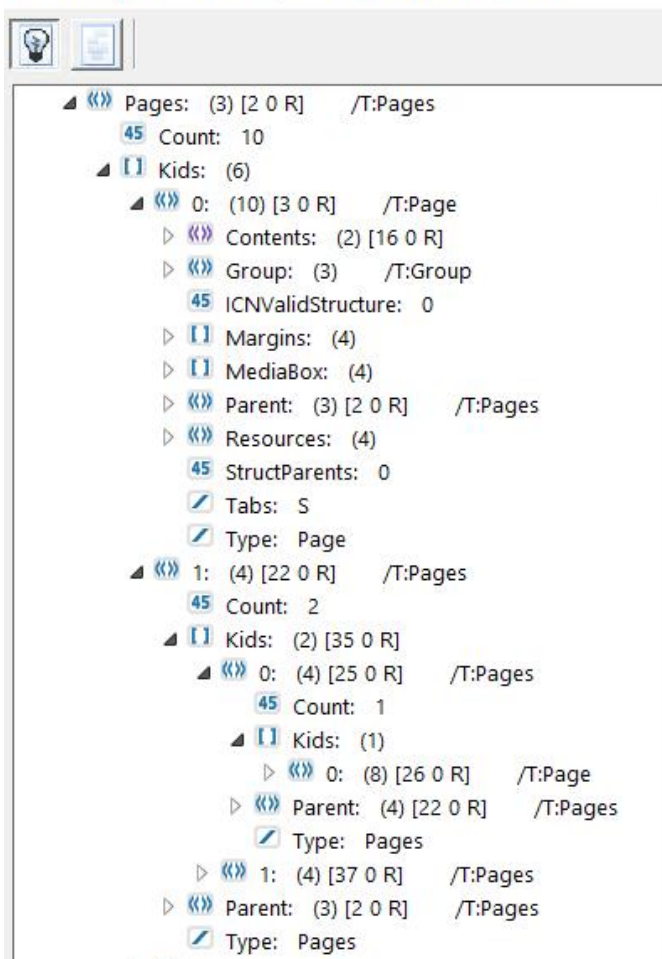 Pages: (3) [2 0 R] /T:Pages
45 Count: 10
[] Kids: (6)
0: (10) [3 0 R] /T:Page
Contents: (2) [16 0 R]
Group: (3) /T:Group
45 ICNValidStructure: 0
[] Margins: (4)
[] MediaBox: (4)
Parent: (3) [2 0 R] /T:Pages
Resources: (4)
45 StructParents: 0
Tabs: S
Type: Page
1: (4) [22 0 R] /T:Pages
45 Count: 2
[] Kids: (2) [35 0 R]
0: (4) [25 0 R] /T:Pages
45 Count: 1
[] Kids: (1)
0: (8) [26 0 R] /T:Page
Parent: (4) [22 0 R] /T:Pages
Type: Pages
1: (4) [37 0 R] /T:Pages
Parent: (3) [2 0 R] /T:Pages
Type: Pages